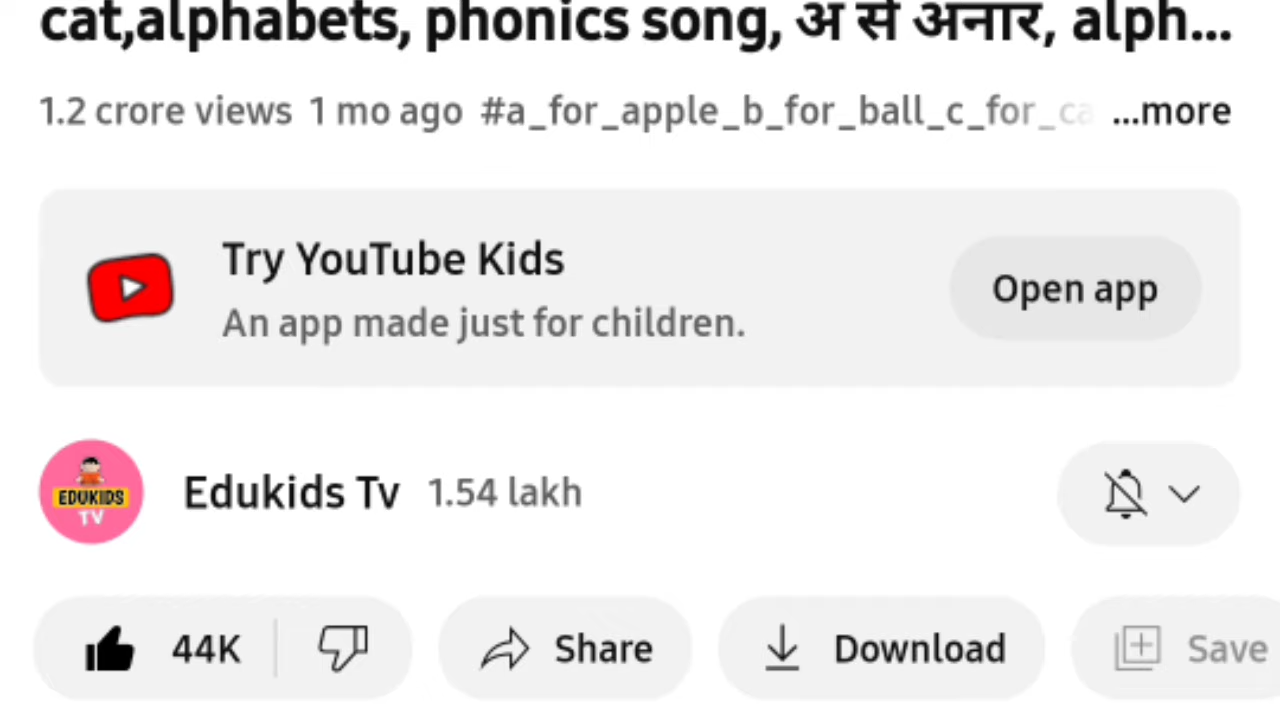 cat,alphabets, phonics song, अ से अनार, alph...
1.2 crore views 1 mo ago #a_for_apple_b_for_ball_c_for_ca ...more
Try YouTube Kids
An app made just for children.
Open app
EDUKIDS
TV
Edukids Tv 1.54 lakh
44K Share Download Save